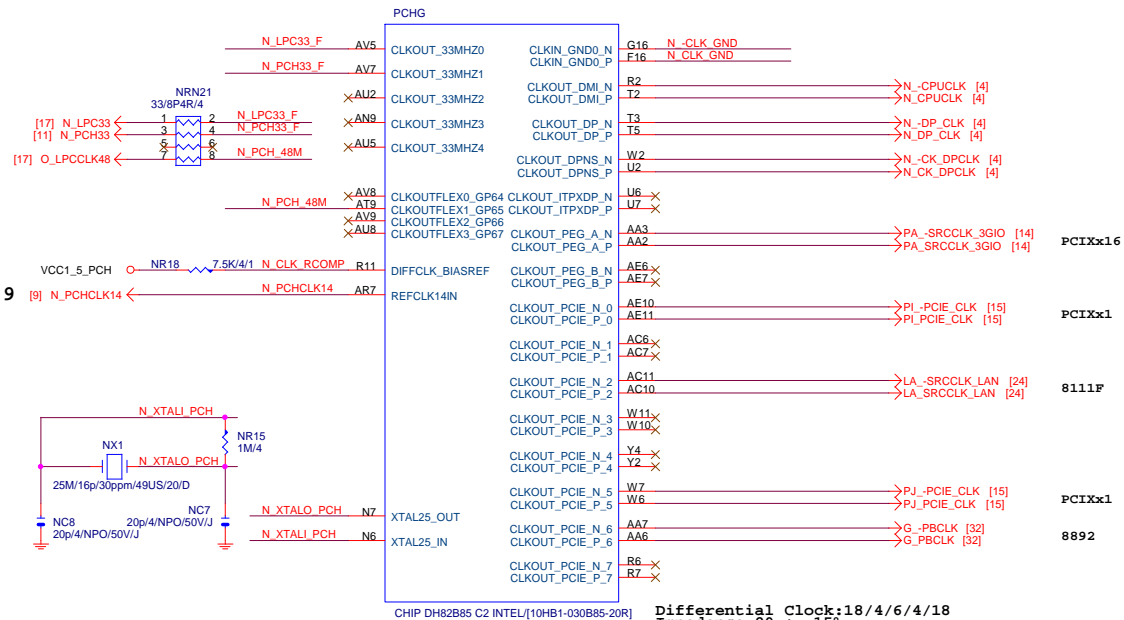 PCHG
N_LPC33_F AV5 CLKOUT_33MHZ0
N_PCH33_F AV7 CLKOUT_33MHZ1
AU2 CLKOUT_33MHZ2
AN9 CLKOUT_33MHZ3
AU5 CLKOUT_33MHZ4
NRN21
33/8P4R/4
[17] N_LPC33 1 2 N_LPC33_F
[11] N_PCH33 3 4 N_PCH33_F
5 6
[17] O_LPCCLK48 7 8 N_PCH_48M
AV8 CLKOUTFLEX0_GP64
N_PCH_48M AT9 CLKOUTFLEX1_GP65
AV9 CLKOUTFLEX2_GP66
AU8 CLKOUTFLEX3_GP67
VCC1_5_PCH NR18 7.5K/4/1 N_CLK_RCOMP R11 DIFFCLK_BIASREF
9 [9] N_PCHCLK14 N_PCHCLK14 AR7 REFCLK14IN
N_XTALI_PCH
NR15
1M/4
NX1
N_XTALO_PCH
25M/16p/30ppm/49US/20/D
NC8
20p/4/NPO/50V/J
NC7
20p/4/NPO/50V/J
N_XTALO_PCH N7 XTAL25_OUT
N_XTALI_PCH N6 XTAL25_IN
CLKIN_GND0_N G16 N_-CLK_GND
CLKIN_GND0_P F16 N_CLK_GND
CLKOUT_DMI_N R2 N_-CPUCLK [4]
CLKOUT_DMI_P T2 N_CPUCLK [4]
CLKOUT_DP_N T3 N_-DP_CLK [4]
CLKOUT_DP_P T5 N_DP_CLK [4]
CLKOUT_DPNS_N W2 N_-CK_DPCLK [4]
CLKOUT_DPNS_P U2 N_CK_DPCLK [4]
CLKOUT_ITPXDP_N U6
CLKOUT_ITPXDP_P U7
CLKOUT_PEG_A_N AA3 PA_-SRCCLK_3GIO [14]
CLKOUT_PEG_A_P AA2 PA_SRCCLK_3GIO [14]
PCIXx16
CLKOUT_PEG_B_N AE6
CLKOUT_PEG_B_P AE7
CLKOUT_PCIE_N_0 AE10 PI_-PCIE_CLK [15]
CLKOUT_PCIE_P_0 AE11 PI_PCIE_CLK [15]
PCIXx1
CLKOUT_PCIE_N_1 AC6
CLKOUT_PCIE_P_1 AC7
CLKOUT_PCIE_N_2 AC11 LA_-SRCCLK_LAN [24]
CLKOUT_PCIE_P_2 AC10 LA_SRCCLK_LAN [24]
8111F
CLKOUT_PCIE_N_3 W11
CLKOUT_PCIE_P_3 W10
CLKOUT_PCIE_N_4 Y4
CLKOUT_PCIE_P_4 Y2
CLKOUT_PCIE_N_5 W7 PJ_-PCIE_CLK [15]
CLKOUT_PCIE_P_5 W6 PJ_PCIE_CLK [15]
PCIXx1
CLKOUT_PCIE_N_6 AA7 G_-PBCLK [32]
CLKOUT_PCIE_P_6 AA6 G_PBCLK [32]
8892
CLKOUT_PCIE_N_7 R6
CLKOUT_PCIE_P_7 R7
CHIP DH82B85 C2 INTEL/[10HB1-030B85-20R]
Differential Clock:18/4/6/4/18